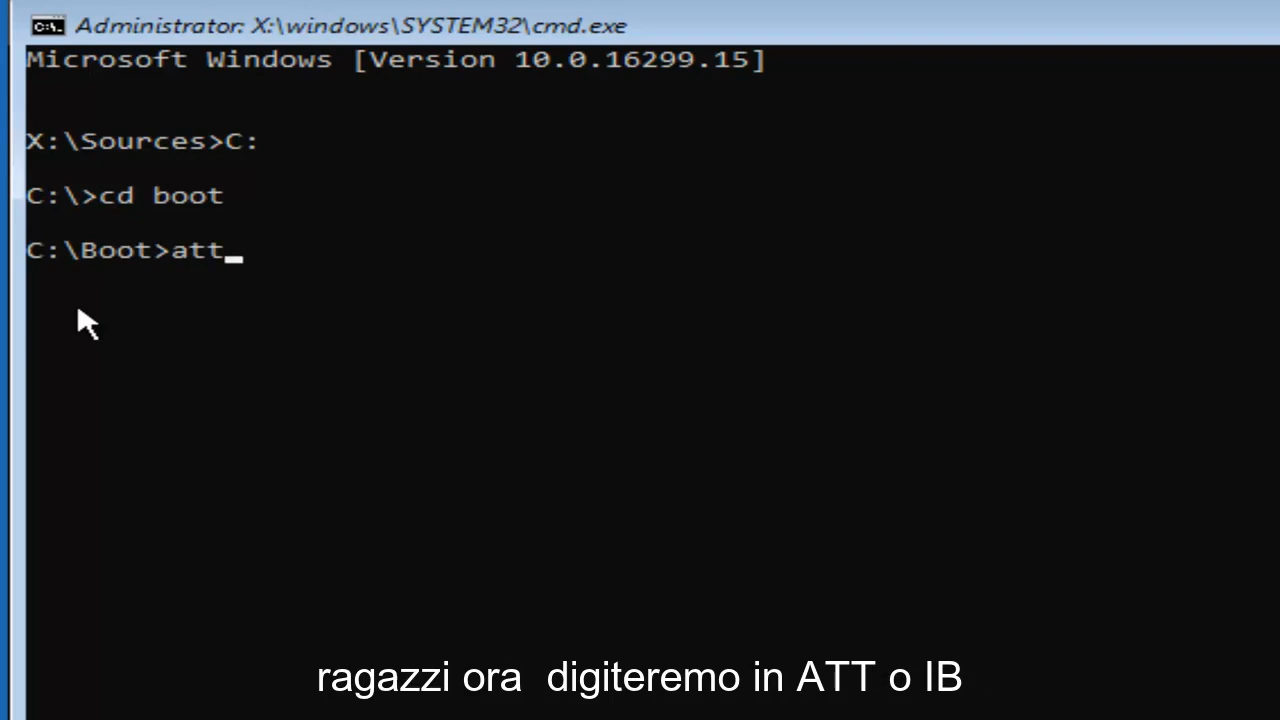 Administrator: X:\windows\SYSTEM32\cmd.exe
Microsoft Windows [Version 10.0.16299.15]
X:\Sources>C:
C:\>cd boot
C:\Boot>att_
ragazzi ora digiteremo in ATT o IB